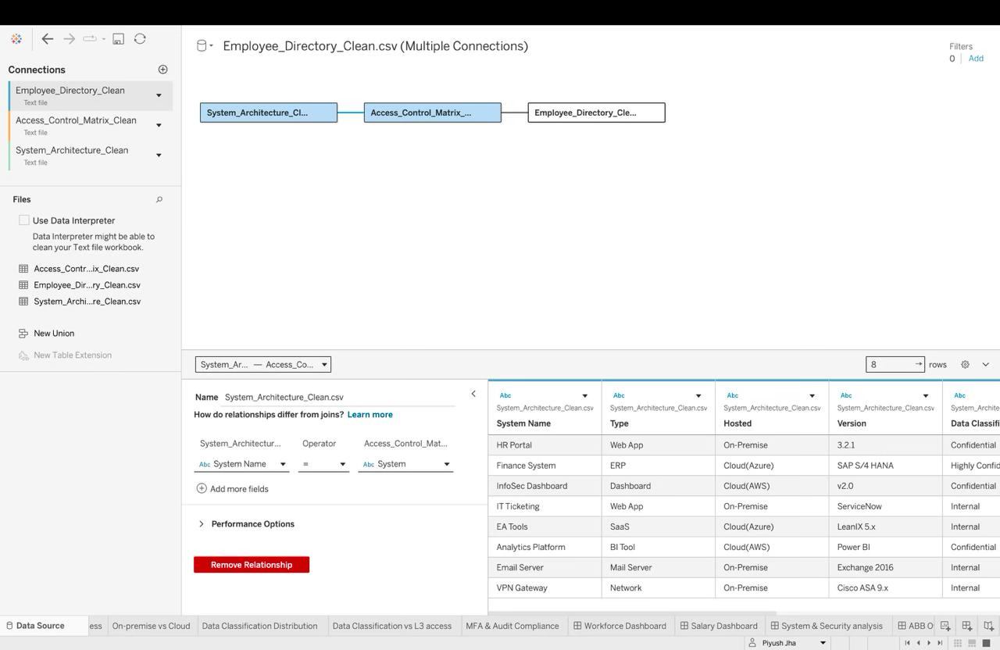 Employee_Directory_Clean.csv (Multiple Connections)
Filters
0 | Add
Connections
Employee_Directory_Clean
Text file
Access_Control_Matrix_Clean
Text file
System_Architecture_Clean
Text file
System_Architecture_Cl...
Access_Control_Matrix_...
Employee_Directory_Cle...
Files
Use Data Interpreter
Data Interpreter might be able to
clean your Text file workbook.
Access_Contr...ix_Clean.csv
Employee_Dir...ry_Clean.csv
System_Archi...re_Clean.csv
New Union
New Table Extension
System_Ar... — Access_Co...
8 → rows
Name System_Architecture_Clean.csv
How do relationships differ from joins? Learn more
System_Architectur... Operator Access_Control_Mat...
Abc System Name = Abc System
Add more fields
Performance Options
Remove Relationship
Abc Abc Abc Abc Abc
System_Architecture_Clean.csv System_Architecture_Clean.csv System_Architecture_Clean.csv System_Architecture_Clean.csv System_Archite
System Name Type Hosted Version Data Classifi
HR Portal Web App On-Premise 3.2.1 Confidential
Finance System ERP Cloud(Azure) SAP S/4 HANA Highly Confid
InfoSec Dashboard Dashboard Cloud(AWS) v2.0 Confidential
IT Ticketing Web App On-Premise ServiceNow Internal
EA Tools SaaS Cloud(Azure) LeanIX 5.x Internal
Analytics Platform BI Tool Cloud(AWS) Power BI Confidential
Email Server Mail Server On-Premise Exchange 2016 Internal
VPN Gateway Network On-Premise Cisco ASA 9.x Internal
Data Source ess On-premise vs Cloud Data Classification Distribution Data Classification vs L3 access MFA & Audit Compliance Workforce Dashboard Salary Dashboard System & Security analysis ABB O
Piyush Jha